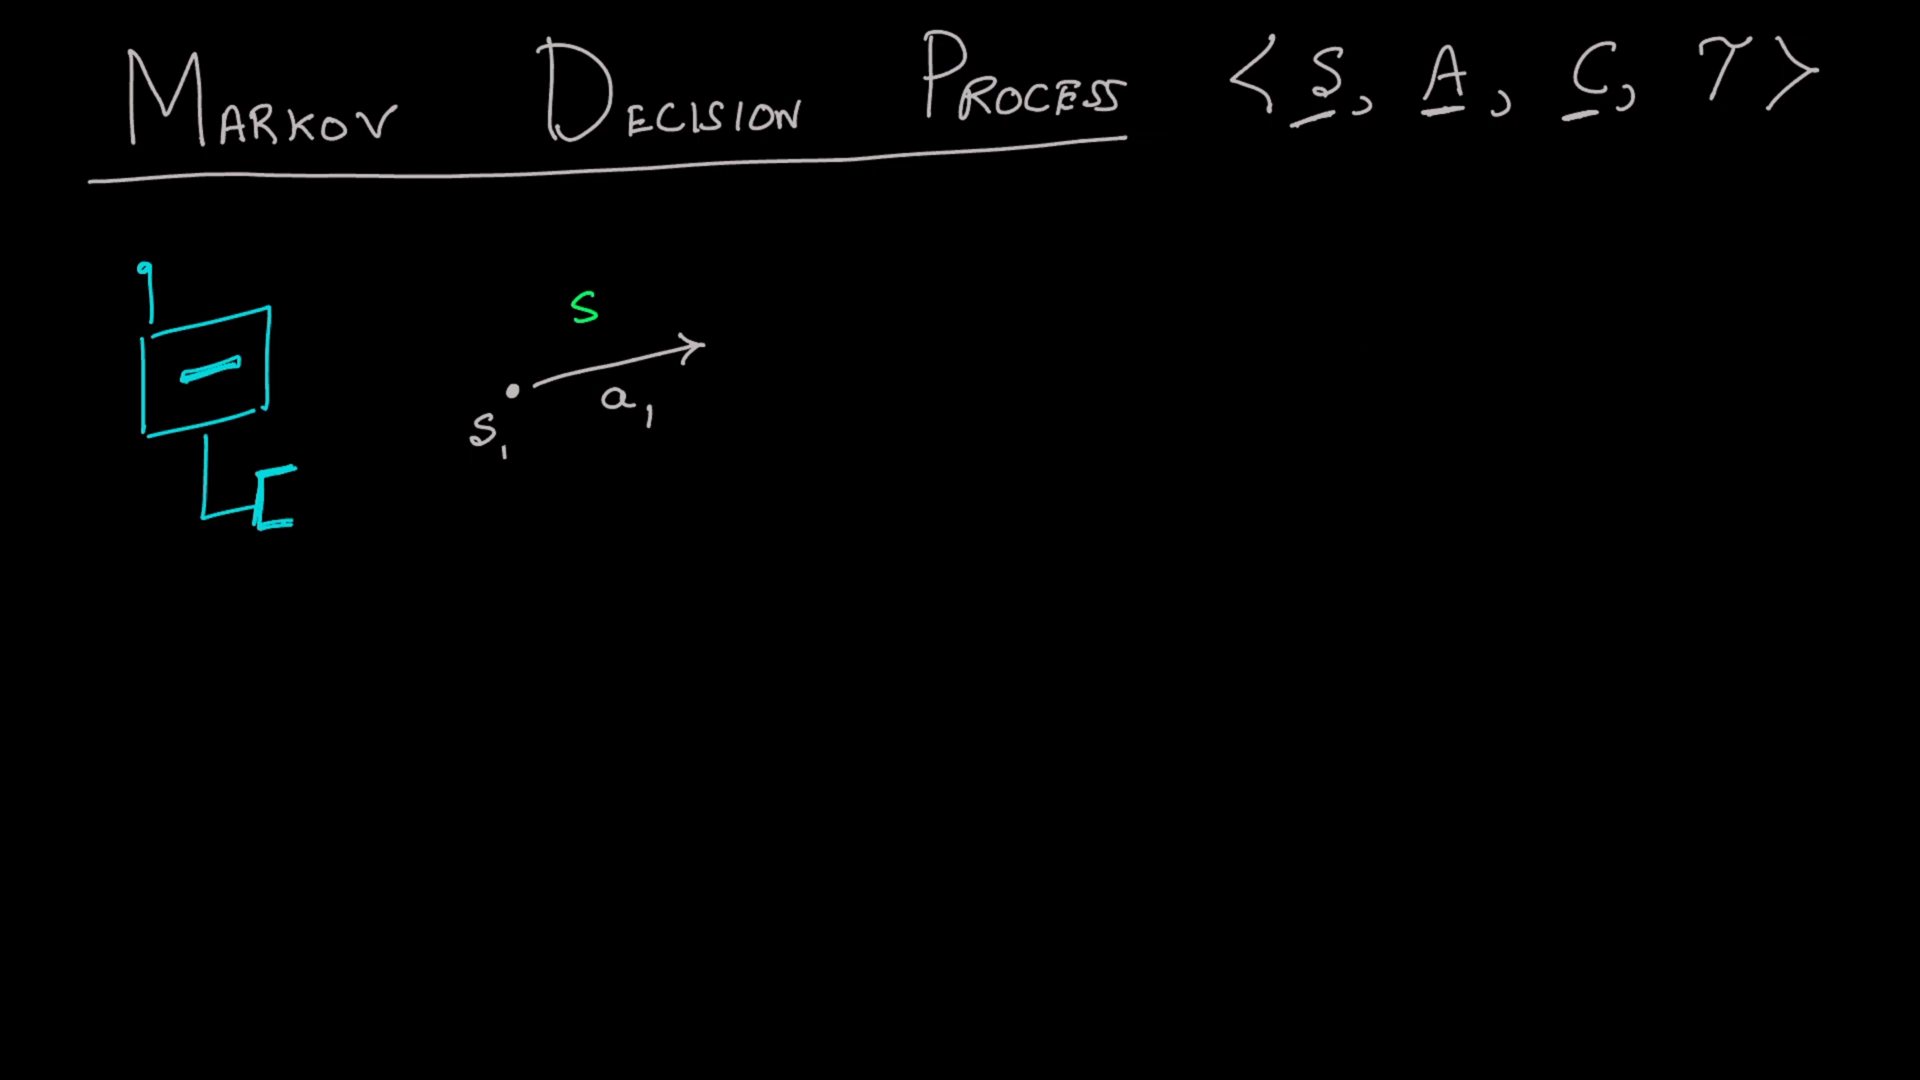 MARKOV DECISION PROCESS <S, A, C, T>
S
a1
s1